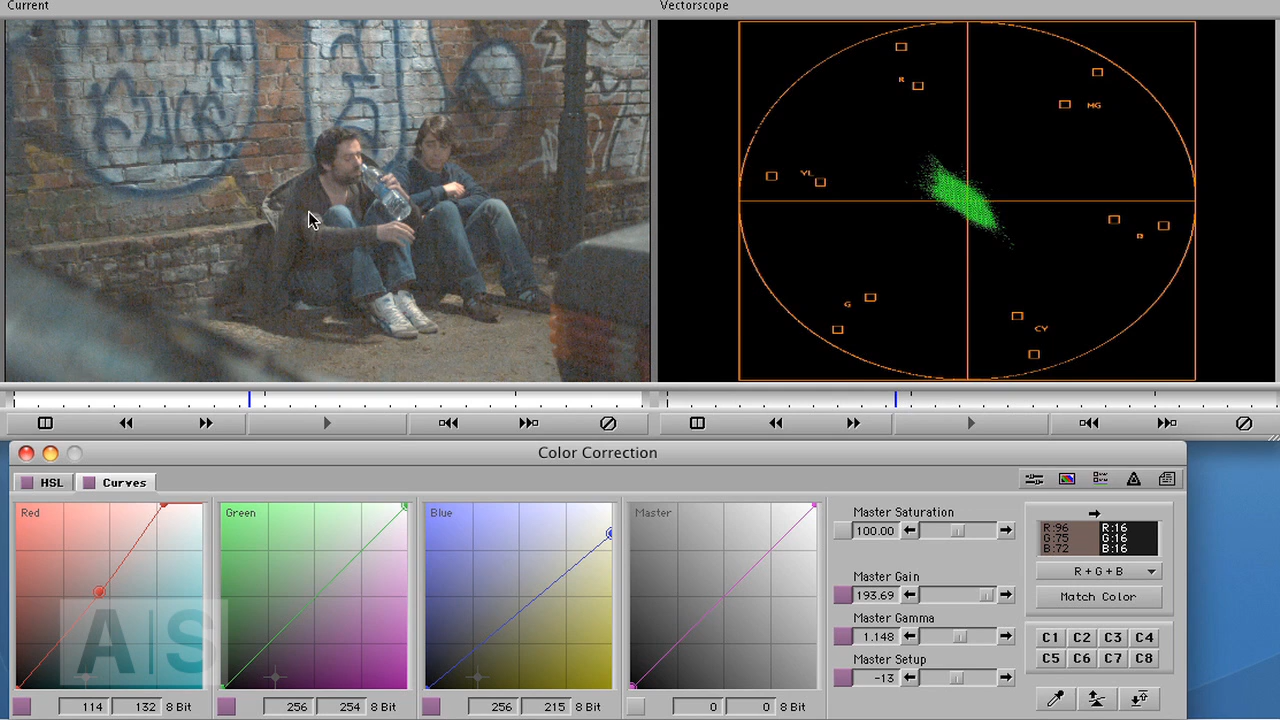 Current
Vectorscope
R
MG
YL
B
G
CY
Color Correction
HSL
Curves
Red
Green
Blue
Master
Master Saturation
100.00
Master Gain
193.69
Master Gamma
1.148
Master Setup
-13
R:96 R:16
G:75 G:16
B:72 B:16
R + G + B
Match Color
C1 C2 C3 C4
C5 C6 C7 C8
A|S
114 132 8 Bit
256 254 8 Bit
256 215 8 Bit
0 0 8 Bit